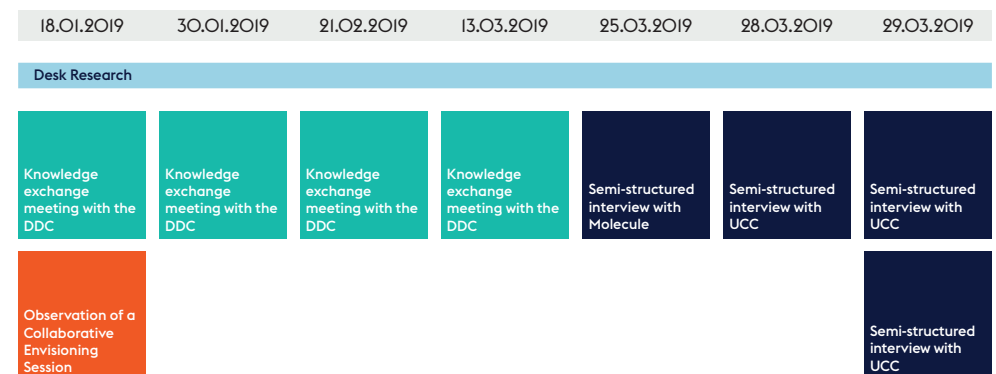 18.01.2019 30.01.2019 21.02.2019 13.03.2019 25.03.2019 28.03.2019 29.03.2019
Desk Research
Knowledge
exchange
meeting with the
DDC
Knowledge
exchange
meeting with the
DDC
Knowledge
exchange
meeting with the
DDC
Knowledge
exchange
meeting with the
DDC
Semi-structured
interview with
Molecule
Semi-structured
interview with
UCC
Semi-structured
interview with
UCC
Observation of a
Collaborative
Envisioning
Session
Semi-structured
interview with
UCC